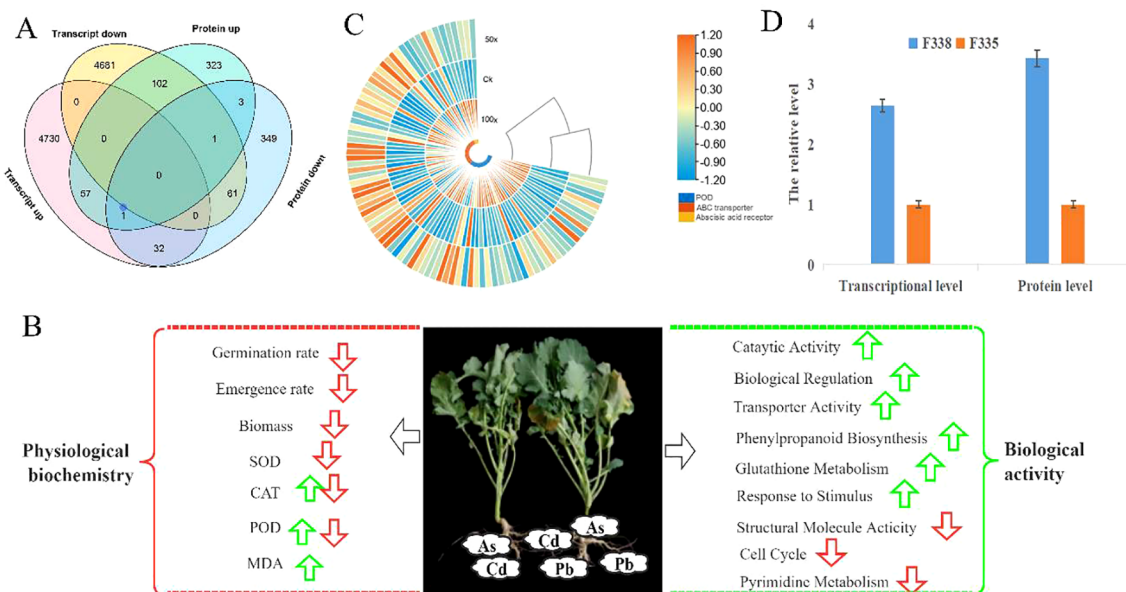 A
Transcript down
Protein up
4681
323
102
0
3
4730
0
1
349
0
57
61
1
0
32
Transcript up
Protein down
C
50x
Ck
100x
1.20
0.90
0.60
0.30
0.00
-0.30
-0.60
-0.90
-1.20
POD
ABC transporter
Abscisic acid receptor
D
The relative level
4
3
2
1
0
F338
F335
Transcriptional level
Protein level
B
Physiological
biochemistry
Germination rate
Emergence rate
Biomass
SOD
CAT
POD
MDA
As
Cd
Cd
Pb
As
Pb
Cataytic Activity
Biological Regulation
Transporter Activity
Phenylpropanoid Biosynthesis
Glutathione Metabolism
Response to Stimulus
Structural Molecule Acticity
Cell Cycle
Pyrimidine Metabolism
Biological
activity